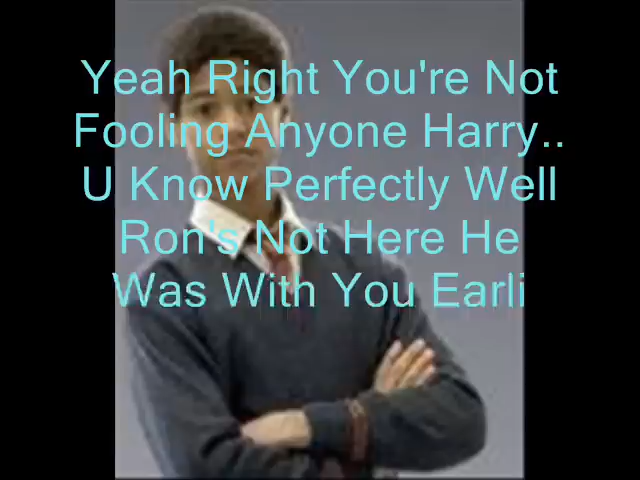 Yeah Right You're Not
Fooling Anyone Harry..
U Know Perfectly Well
Ron's Not Here He
Was With You Earli